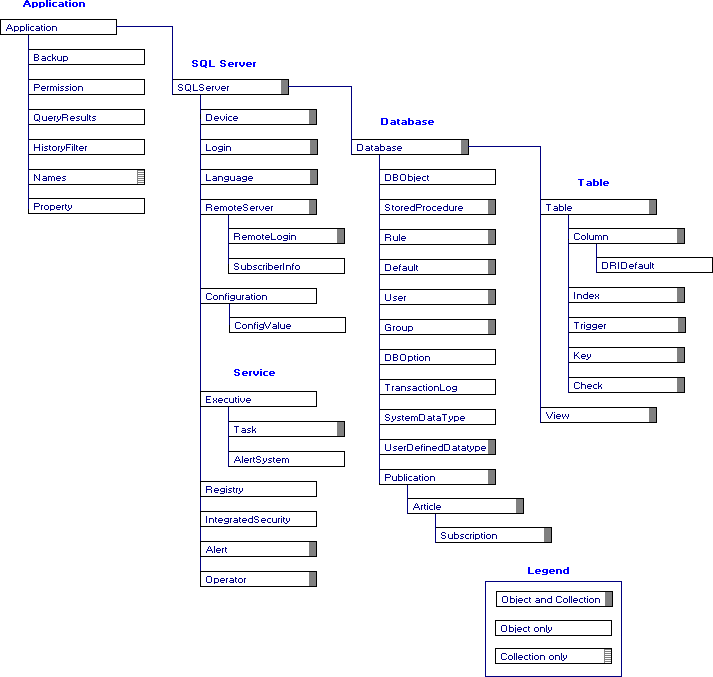 Application
Application
Backup
Permission
QueryResults
HistoryFilter
Names
Property
SQL Server
SQLServer
Device
Login
Language
RemoteServer
RemoteLogin
SubscriberInfo
Configuration
ConfigValue
Service
Executive
Task
AlertSystem
Registry
IntegratedSecurity
Alert
Operator
Database
Database
DBObject
StoredProcedure
Rule
Default
User
Group
DBOption
TransactionLog
SystemDataType
UserDefinedDatatype
Publication
Article
Subscription
Table
Table
Column
DRIDefault
Index
Trigger
Key
Check
View
Legend
Object and Collection
Object only
Collection only